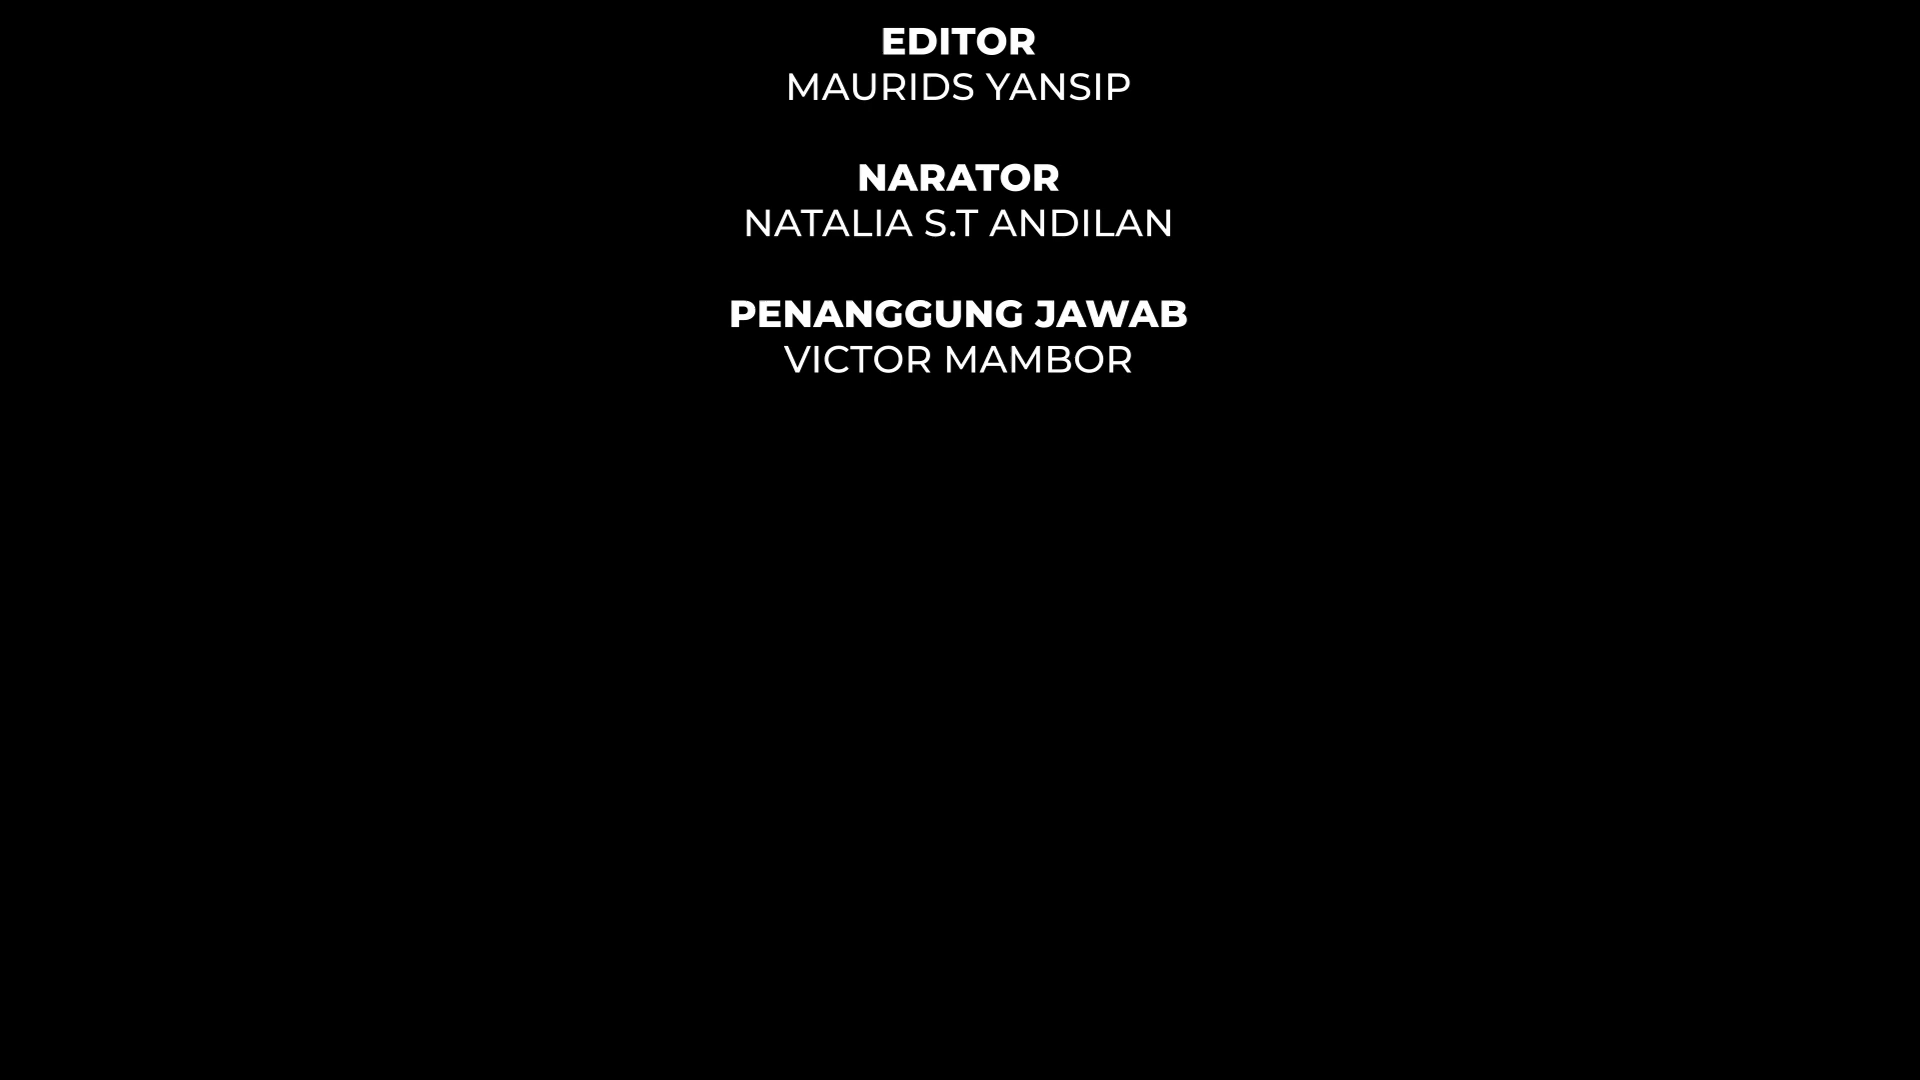 EDITOR
MAURIDS YANSIP
NARATOR
NATALIA S.T ANDILAN
PENANGGUNG JAWAB
VICTOR MAMBOR